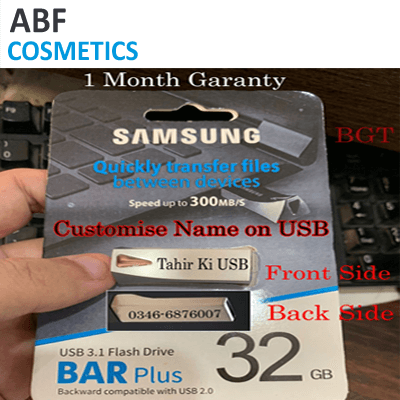 ABF
COSMETICS
1 Month Garanty
SAMSUNG
BGT
Quickly transfer files
between devices
Speed up to 300MB/s
Customise Name on USB
Tahir Ki USB
Front Side
0346-6876007
Back Side
USB 3.1 Flash Drive
BAR Plus
32 GB
Backward compatible with USB 2.0